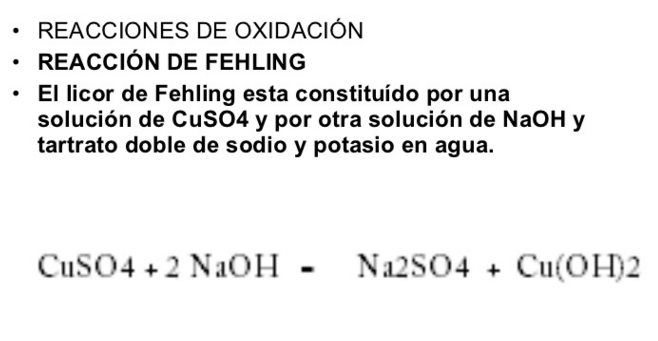 • REACCIONES DE OXIDACIÓN
• REACCIÓN DE FEHLING
• El licor de Fehling esta constituído por una
solución de CuSO4 y por otra solución de NaOH y
tartrato doble de sodio y potasio en agua.
CuSO4 + 2 NaOH - Na2SO4 + Cu(OH)2